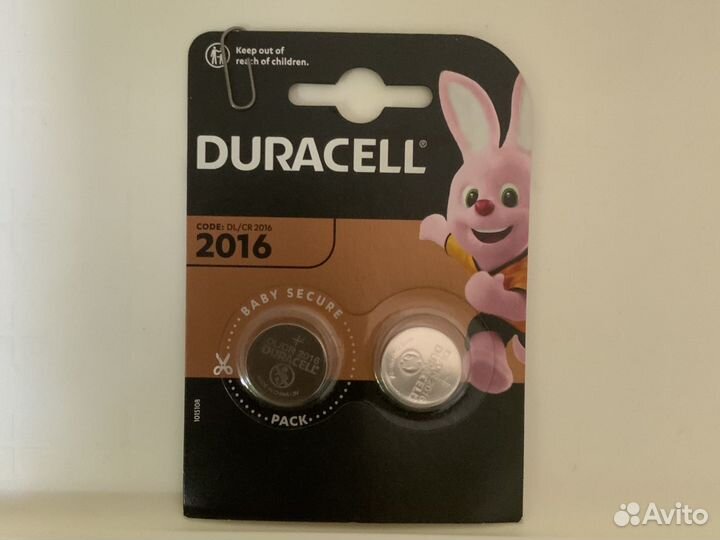 Keep out of
reach of children.
DURACELL®
CODE: DL/CR 2016
2016
BABY SECURE
PACK
DL/CR 2016
DURACELL
1015108
Avito